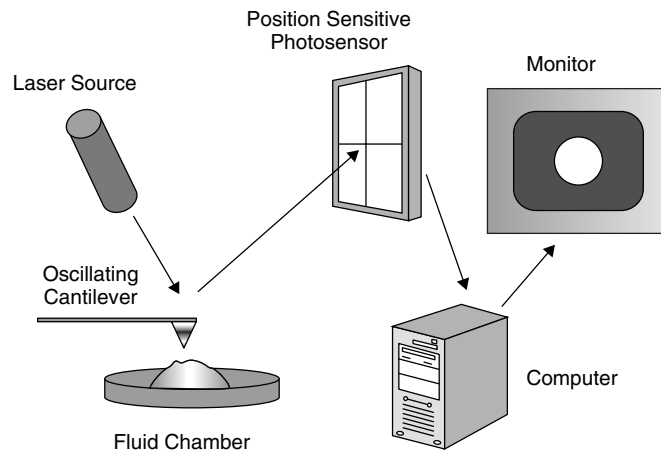 Position Sensitive
Photosensor
Monitor
Laser Source
Oscillating
Cantilever
Computer
Fluid Chamber